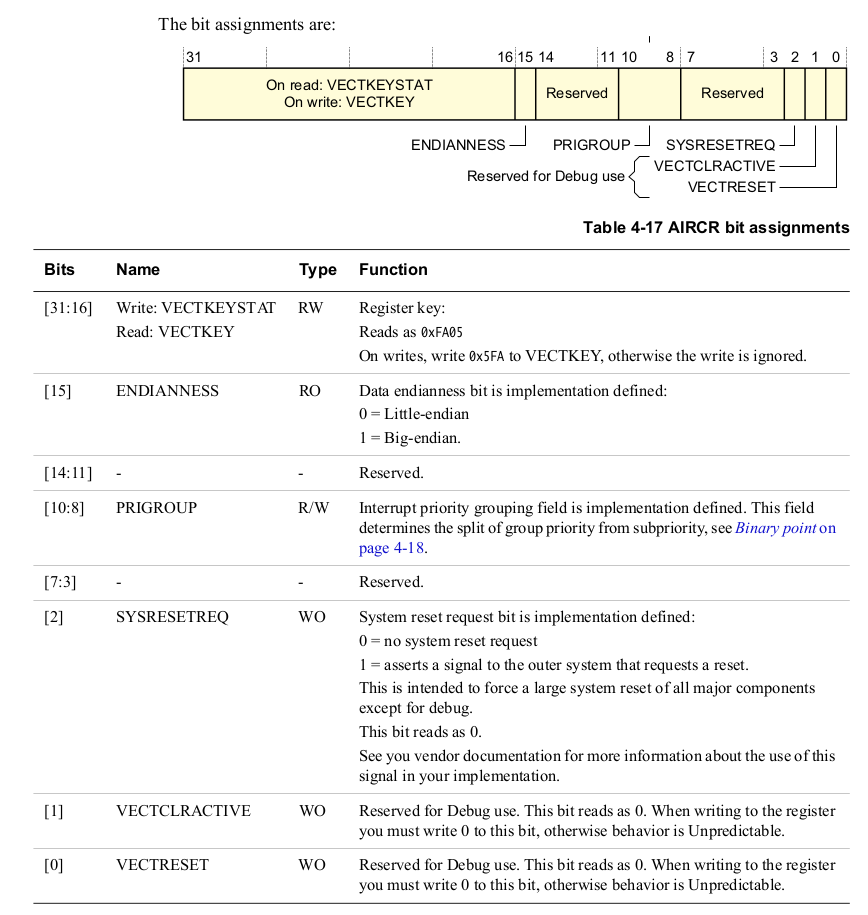 The bit assignments are:
31 16 15 14 11 10 8 7 3 2 1 0
On read: VECTKEYSTAT
On write: VECTKEY
Reserved
Reserved
ENDIANNESS
PRIGROUP
SYSRESETREQ
Reserved for Debug use
VECTCLRACTIVE
VECTRESET
Table 4-17 AIRCR bit assignments
Bits Name Type Function
[31:16] Write: VECTKEYSTAT RW Register key:
Read: VECTKEY Reads as 0xFA05
On writes, write 0x5FA to VECTKEY, otherwise the write is ignored.
[15] ENDIANNESS RO Data endianness bit is implementation defined:
0 = Little-endian
1 = Big-endian.
[14:11] - - Reserved.
[10:8] PRIGROUP R/W Interrupt priority grouping field is implementation defined. This field
determines the split of group priority from subpriority, see Binary point on
page 4-18.
[7:3] - - Reserved.
[2] SYSRESETREQ WO System reset request bit is implementation defined:
0 = no system reset request
1 = asserts a signal to the outer system that requests a reset.
This is intended to force a large system reset of all major components
except for debug.
This bit reads as 0.
See you vendor documentation for more information about the use of this
signal in your implementation.
[1] VECTCLRACTIVE WO Reserved for Debug use. This bit reads as 0. When writing to the register
you must write 0 to this bit, otherwise behavior is Unpredictable.
[0] VECTRESET WO Reserved for Debug use. This bit reads as 0. When writing to the register
you must write 0 to this bit, otherwise behavior is Unpredictable.